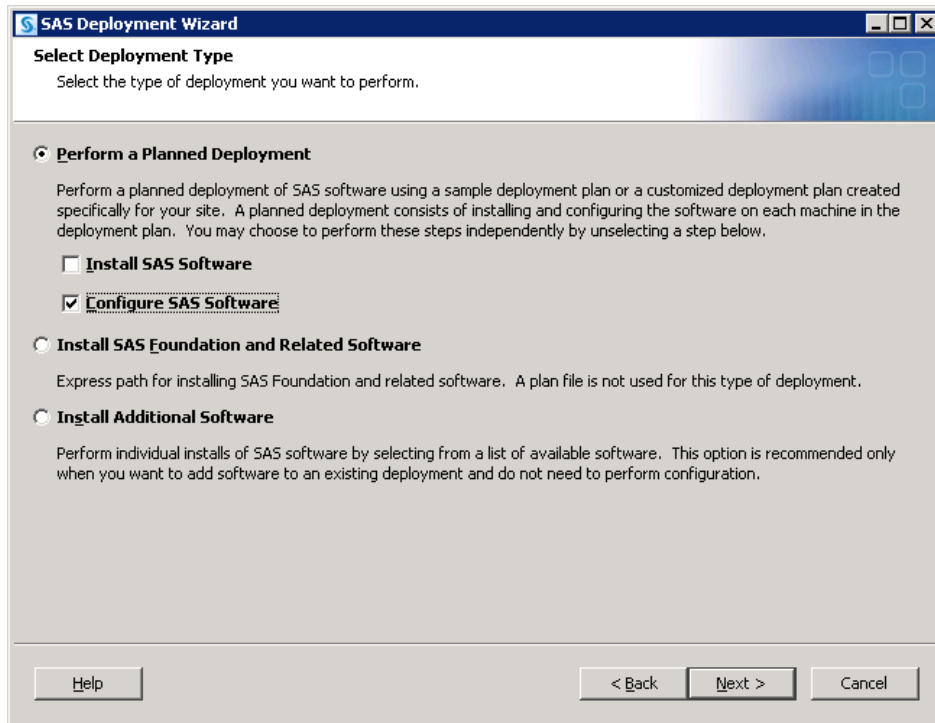 SAS Deployment Wizard
Select Deployment Type
Select the type of deployment you want to perform.
Perform a Planned Deployment
Perform a planned deployment of SAS software using a sample deployment plan or a customized deployment plan created
specifically for your site. A planned deployment consists of installing and configuring the software on each machine in the
deployment plan. You may choose to perform these steps independently by unselecting a step below.
Install SAS Software
Configure SAS Software
Install SAS Foundation and Related Software
Express path for installing SAS Foundation and related software. A plan file is not used for this type of deployment.
Install Additional Software
Perform individual installs of SAS software by selecting from a list of available software. This option is recommended only
when you want to add software to an existing deployment and do not need to perform configuration.
Help
< Back
Next >
Cancel